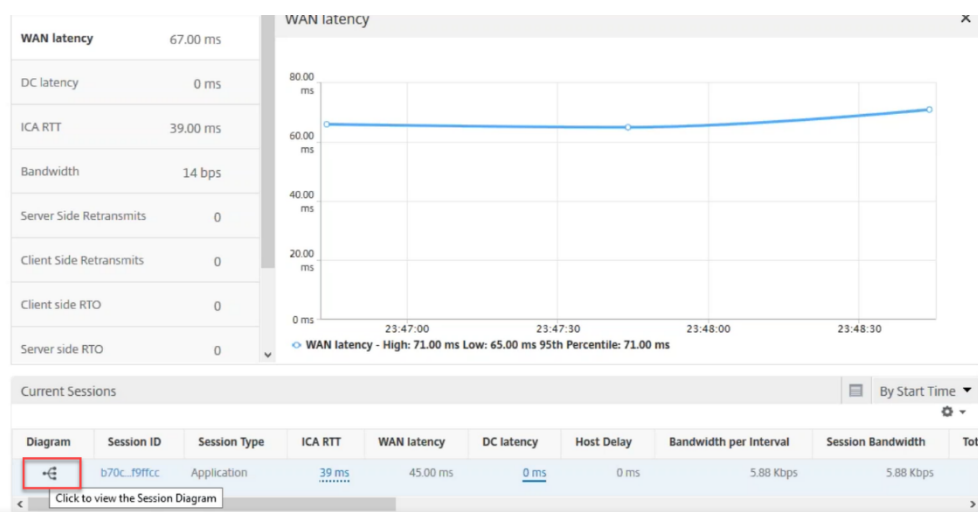 WAN latency
×
WAN latency 67.00 ms
DC latency 0 ms
ICA RTT 39.00 ms
Bandwidth 14 bps
Server Side Retransmits 0
Client Side Retransmits 0
Client side RTO 0
Server side RTO 0
80.00
ms
60.00
ms
40.00
ms
20.00
ms
0 ms
23:47:00 23:47:30 23:48:00 23:48:30
WAN latency - High: 71.00 ms Low: 65.00 ms 95th Percentile: 71.00 ms
Current Sessions By Start Time
Diagram Session ID Session Type ICA RTT WAN latency DC latency Host Delay Bandwidth per Interval Session Bandwidth Tot
b70c...f9ffcc Application 39 ms 45.00 ms 0 ms 0 ms 5.88 Kbps 5.88 Kbps
Click to view the Session Diagram